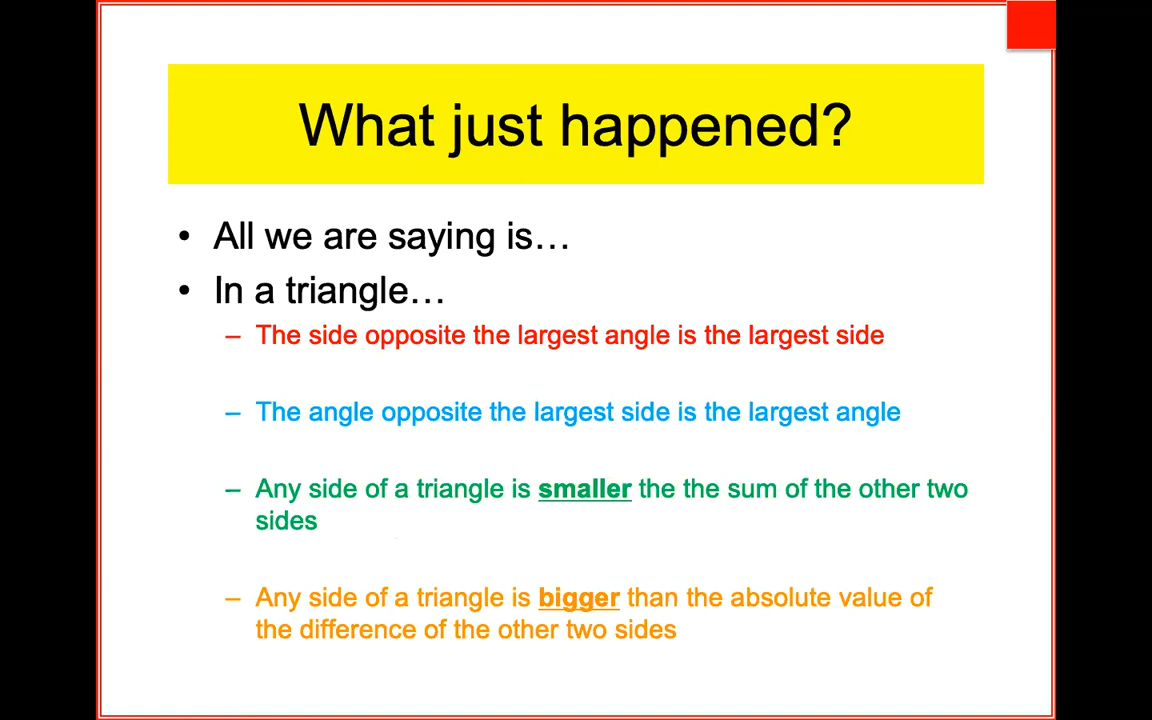 What just happened?
• All we are saying is…
• In a triangle…
– The side opposite the largest angle is the largest side
– The angle opposite the largest side is the largest angle
– Any side of a triangle is smaller the the sum of the other two
sides
– Any side of a triangle is bigger than the absolute value of
the difference of the other two sides